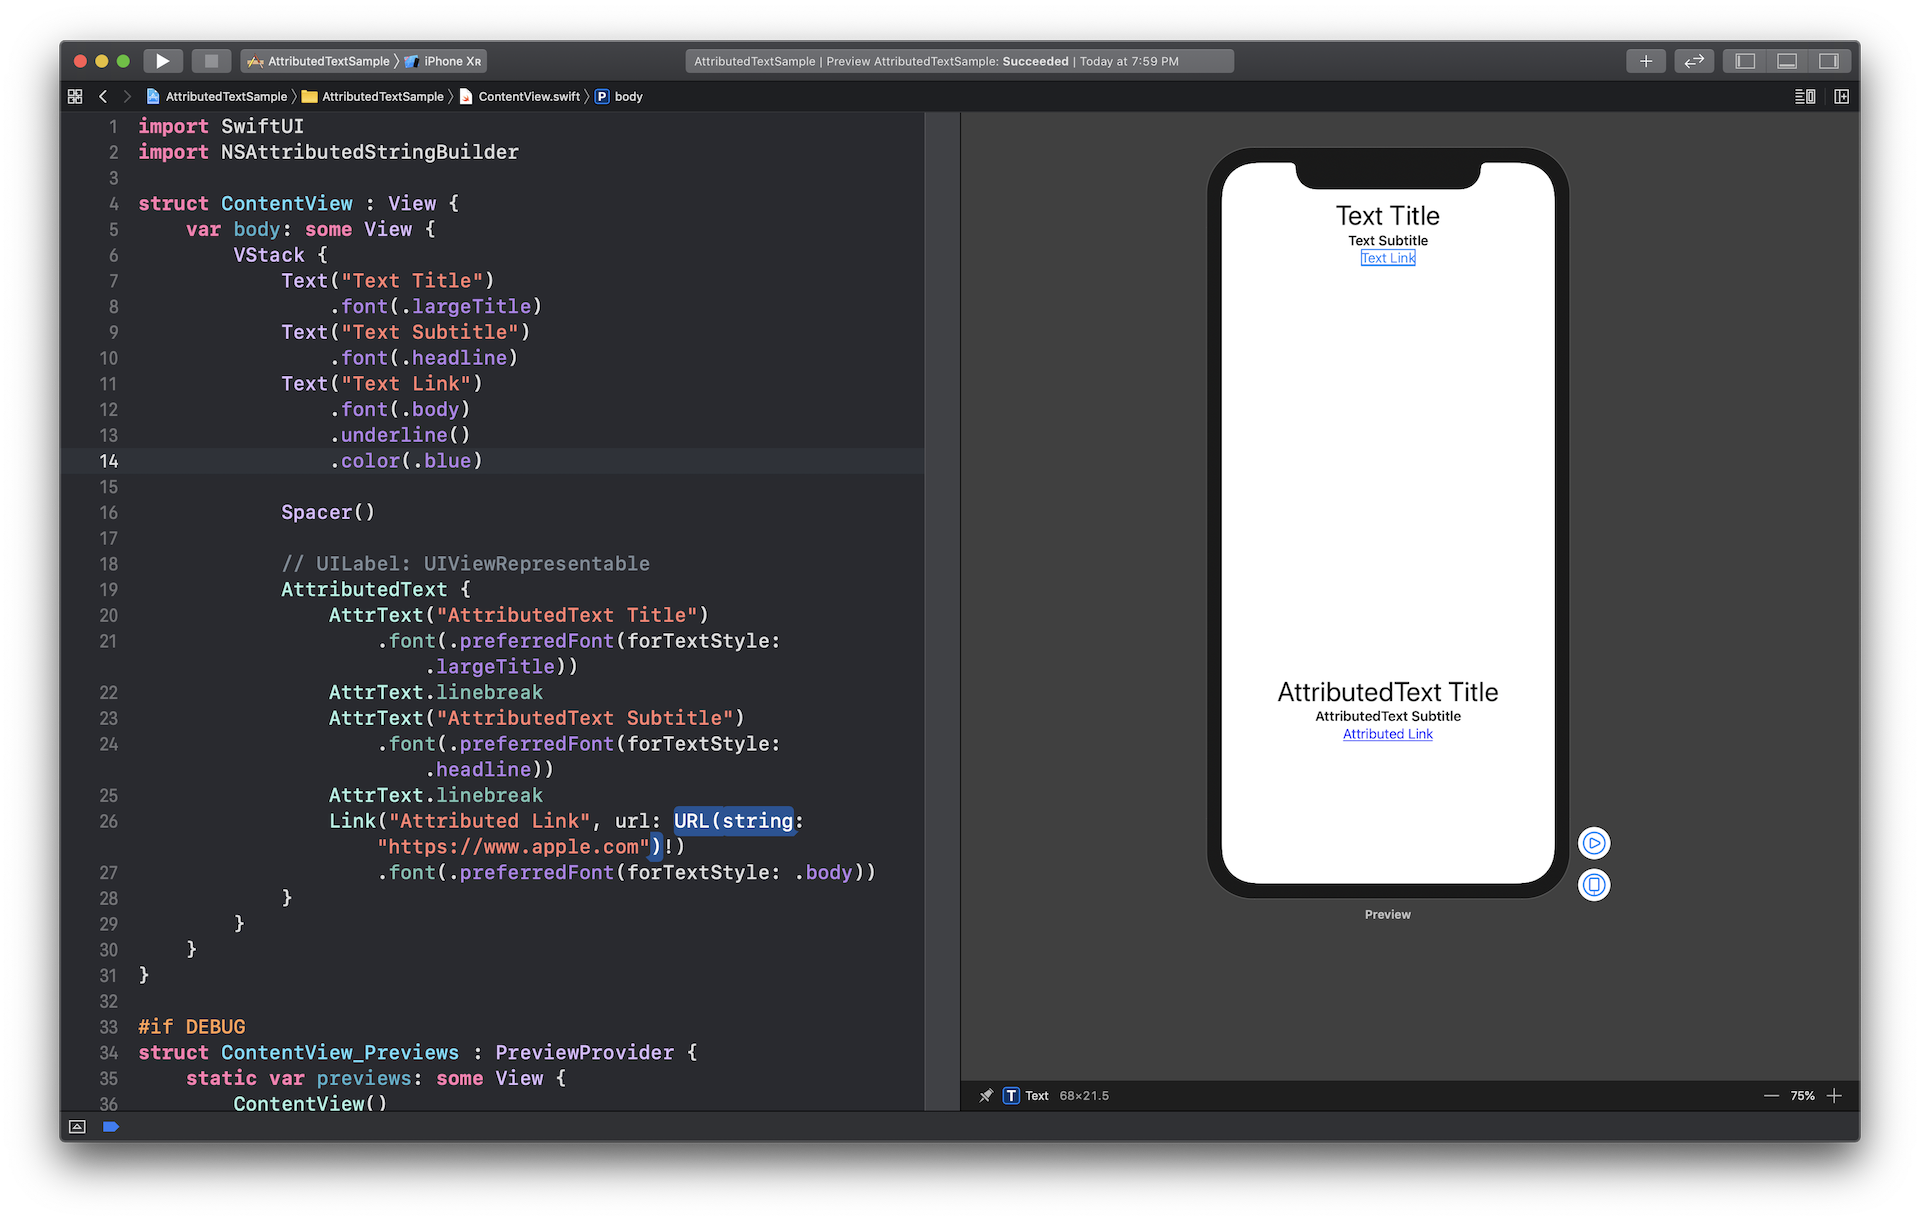 AttributedTextSample 〉 iPhone XR
AttributedTextSample | Preview AttributedTextSample: Succeeded | Today at 7:59 PM
AttributedTextSample 〉 AttributedTextSample 〉 ContentView.swift 〉 P body
1 import SwiftUI
2 import NSAttributedStringBuilder
3
4 struct ContentView : View {
5 var body: some View {
6 VStack {
7 Text("Text Title")
8 .font(.largeTitle)
9 Text("Text Subtitle")
10 .font(.headline)
11 Text("Text Link")
12 .font(.body)
13 .underline()
14 .color(.blue)
15
16 Spacer()
17
18 // UILabel: UIViewRepresentable
19 AttributedText {
20 AttrText("AttributedText Title")
21 .font(.preferredFont(forTextStyle:
.largeTitle))
22 AttrText.linebreak
23 AttrText("AttributedText Subtitle")
24 .font(.preferredFont(forTextStyle:
.headline))
25 AttrText.linebreak
26 Link("Attributed Link", url: URL(string:
"https://www.apple.com")!)
27 .font(.preferredFont(forTextStyle: .body))
28 }
29 }
30 }
31 }
32
33 #if DEBUG
34 struct ContentView_Previews : PreviewProvider {
35 static var previews: some View {
36 ContentView()
Text Title
Text Subtitle
Text Link
AttributedText Title
AttributedText Subtitle
Attributed Link
Preview
T Text 68×21.5
75%